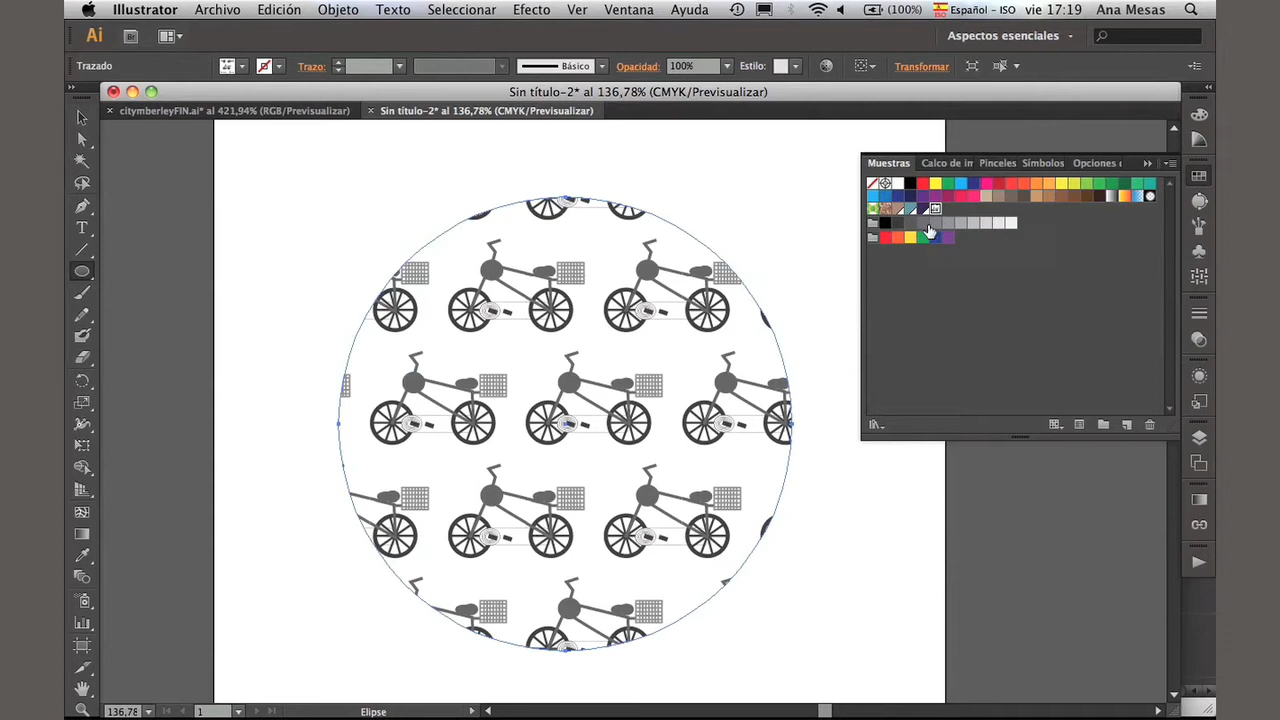 Illustrator Archivo Edición Objeto Texto Seleccionar Efecto Ver Ventana Ayuda (100%) ISO Español - ISO vie 17:19 Ana Mesas
Ai Br Aspectos esenciales
Trazado Trazo: Básico Opacidad: 100% Estilo: Transformar
Sin título-2* al 136,78% (CMYK/Previsualizar)
citymberleyFIN.ai* al 421,94% (RGB/Previsualizar) Sin título-2* al 136,78% (CMYK/Previsualizar)
Muestras Calco de in Pinceles Símbolos Opciones
136,78 1 Elipse